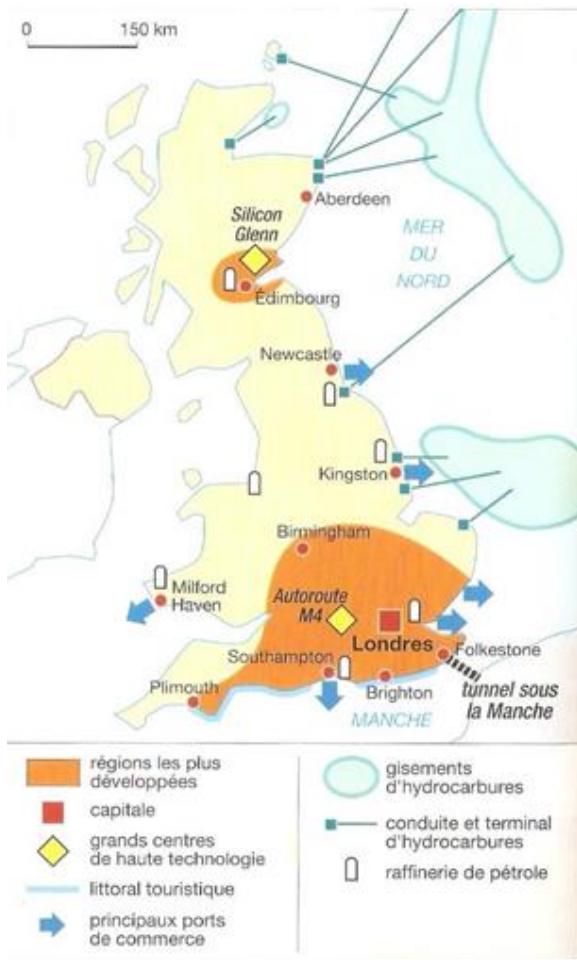 0
150 km
Aberdeen
Silicon
Glenn
MER
DU
NORD
Édimbourg
Newcastle
Kingston
Birmingham
Milford
Haven
Autoroute
M4
Londres
Folkestone
Southampton
Plimouth
Brighton
tunnel sous
la Manche
MANCHE
régions les plus
développées
capitale
grands centres
de haute technologie
littoral touristique
principaux ports
de commerce
gisements
d'hydrocarbures
conduite et terminal
d'hydrocarbures
raffinerie de pétrole